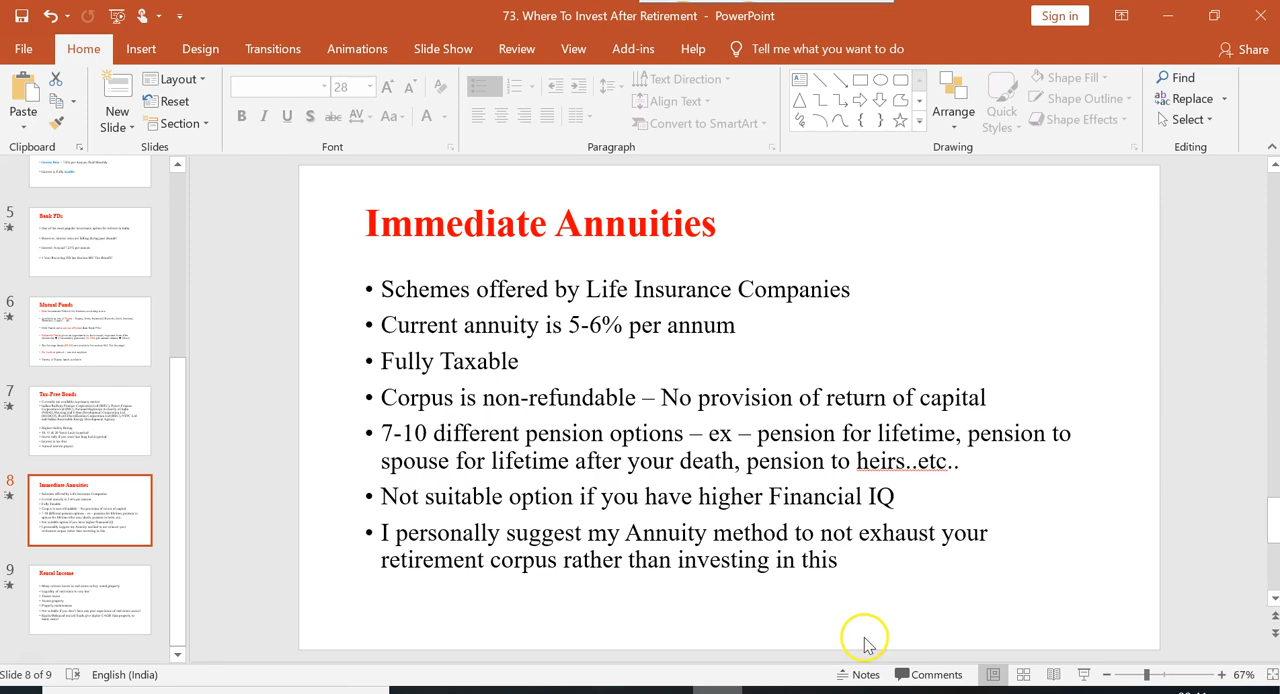 73. Where To Invest After Retirement - PowerPoint
Sign in
File
Home
Insert
Design
Transitions
Animations
Slide Show
Review
View
Add-ins
Help
Tell me what you want to do
Share
Paste
Clipboard
New
Slide
Layout
Reset
Section
Slides
28
Font
Text Direction
Align Text
Convert to SmartArt
Paragraph
Arrange
Quick
Styles
Shape Fill
Shape Outline
Shape Effects
Drawing
Find
Replace
Select
Editing
5
Bank FDs
6
Mutual Funds
7
Tax-Free Bonds
8
Immediate Annuities
9
Rental Income
Immediate Annuities
• Schemes offered by Life Insurance Companies
• Current annuity is 5-6% per annum
• Fully Taxable
• Corpus is non-refundable – No provision of return of capital
• 7-10 different pension options – ex – pension for lifetime, pension to
spouse for lifetime after your death, pension to heirs..etc..
• Not suitable option if you have higher Financial IQ
• I personally suggest my Annuity method to not exhaust your
retirement corpus rather than investing in this
Slide 8 of 9
English (India)
Notes
Comments
67%